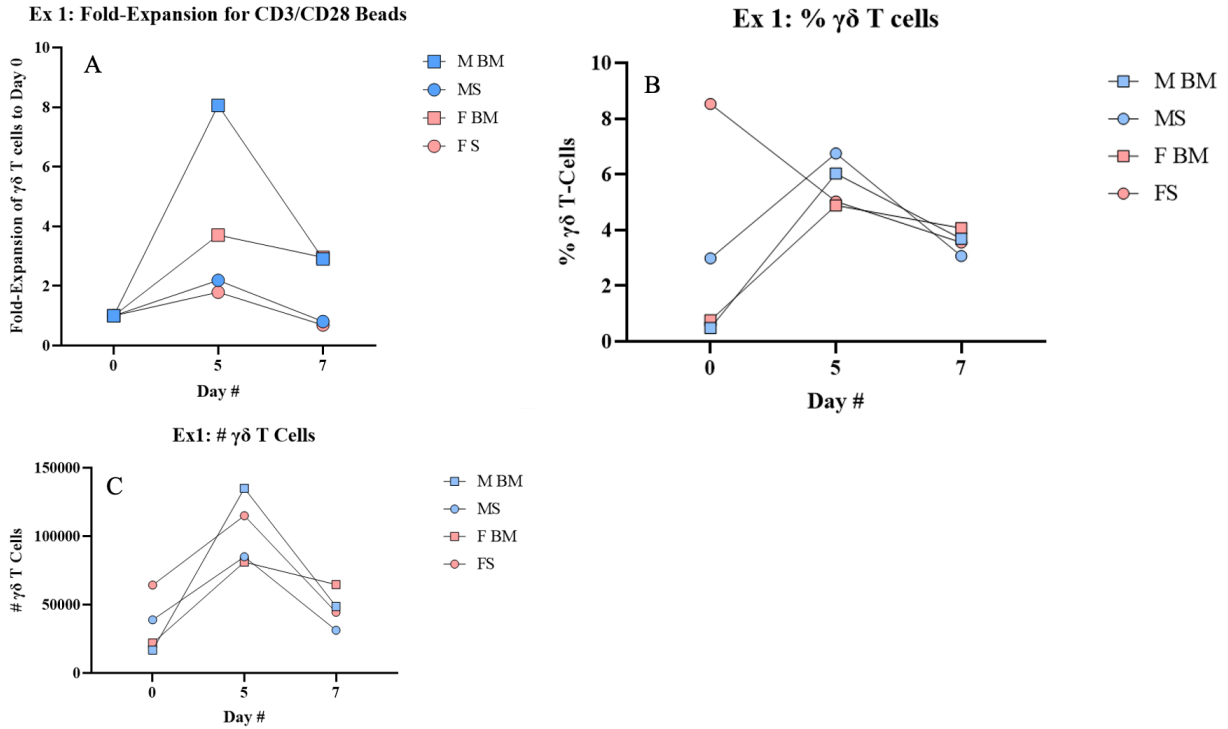 Ex 1: Fold-Expansion for CD3/CD28 Beads
A
Fold-Expansion of γδ T cells to Day 0
10
8
6
4
2
0
0 5 7
Day #
M BM
MS
F BM
F S
Ex 1: % γδ T cells
B
% γδ T-Cells
10
8
6
4
2
0
0 5 7
Day #
M BM
MS
F BM
FS
Ex1: # γδ T Cells
C
# γδ T Cells
150000
100000
50000
0
0 5 7
Day #
M BM
MS
F BM
FS